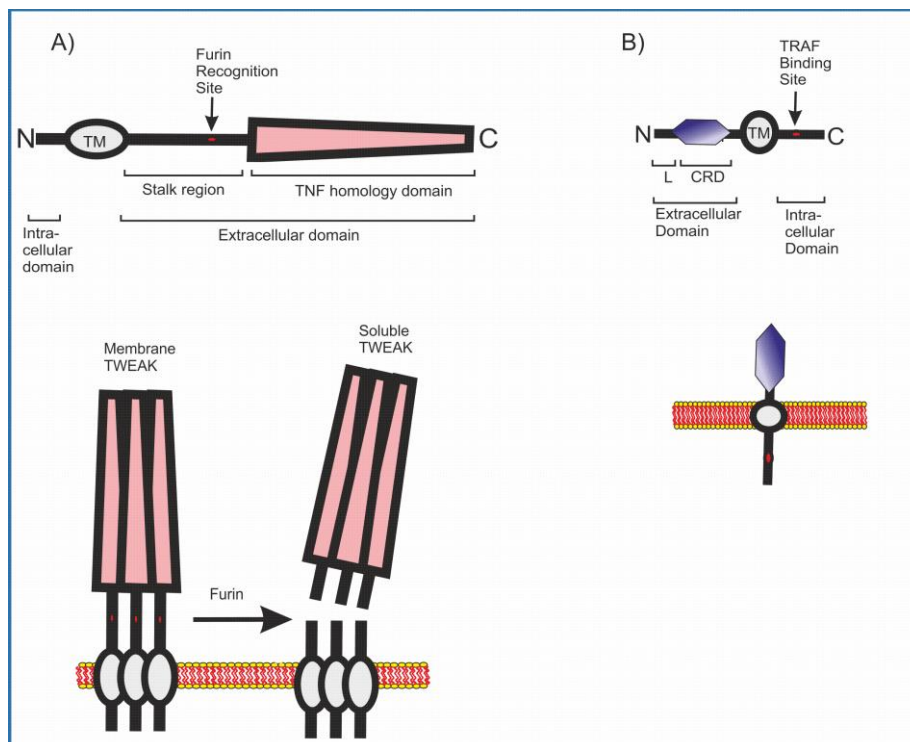 A)
Furin
Recognition
Site
N
TM
C
Stalk region
TNF homology domain
Intra-
cellular
domain
Extracellular domain
Membrane
TWEAK
Soluble
TWEAK
Furin
B)
TRAF
Binding
Site
N
TM
C
L
CRD
Extracellular
Domain
Intra-
cellular
Domain